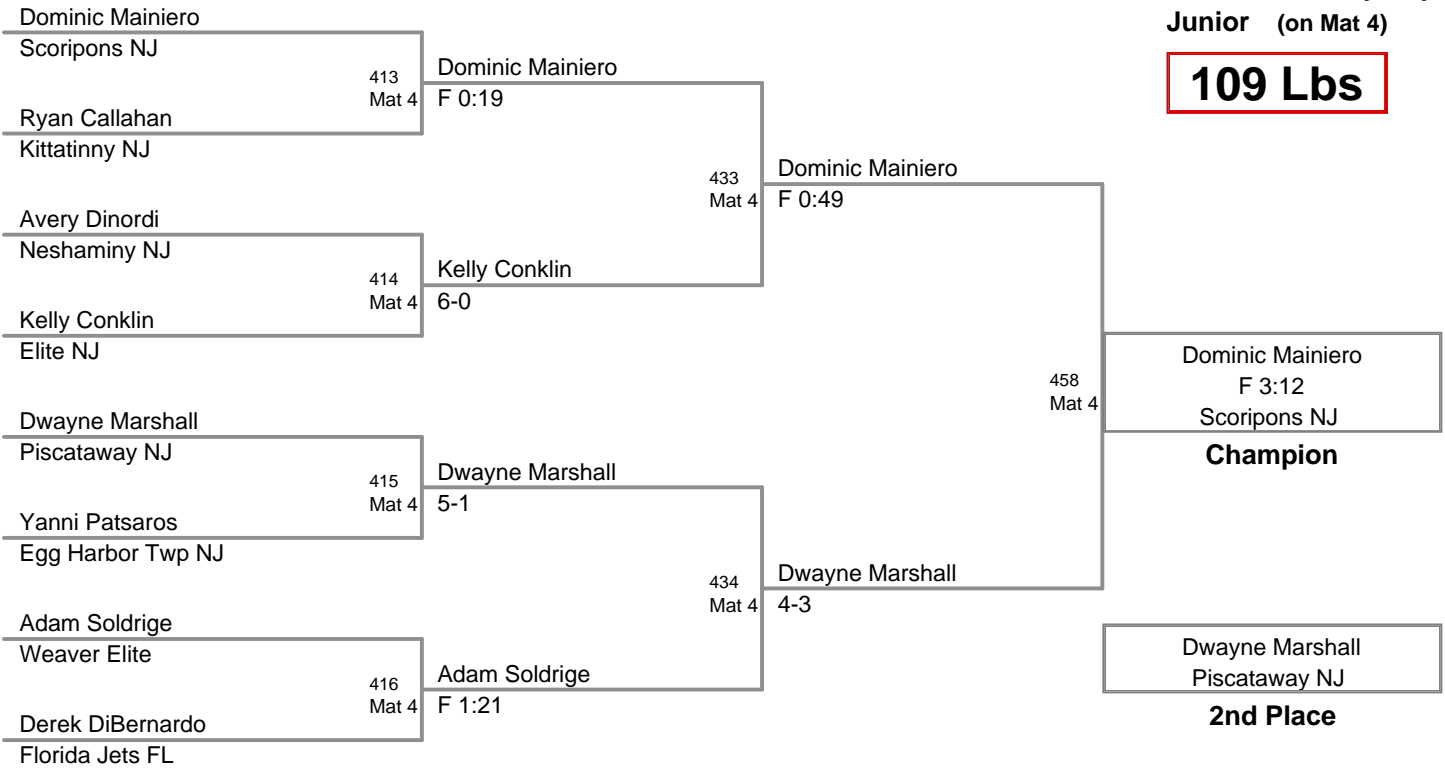 Junior (on Mat 4)
109 Lbs
Dominic Mainiero
Scoripons NJ
413
Mat 4
Dominic Mainiero
F 0:19
Ryan Callahan
Kittatinny NJ
433
Mat 4
Dominic Mainiero
F 0:49
Avery Dinordi
Neshaminy NJ
414
Mat 4
Kelly Conklin
6-0
Kelly Conklin
Elite NJ
458
Mat 4
Dominic Mainiero
F 3:12
Scoripons NJ
Champion
Dwayne Marshall
Piscataway NJ
415
Mat 4
Dwayne Marshall
5-1
Yanni Patsaros
Egg Harbor Twp NJ
434
Mat 4
Dwayne Marshall
4-3
Adam Soldrige
Weaver Elite
416
Mat 4
Adam Soldrige
F 1:21
Derek DiBernardo
Florida Jets FL
Dwayne Marshall
Piscataway NJ
2nd Place